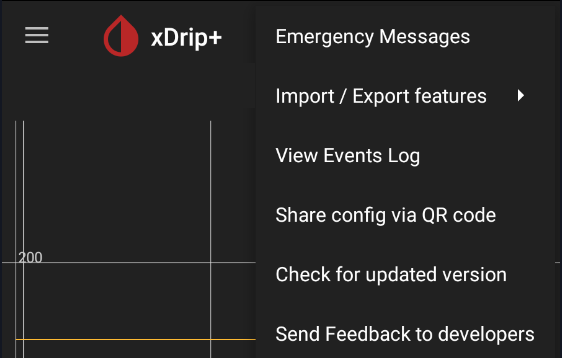 xDrip+
Emergency Messages
Import / Export features
View Events Log
200
Share config via QR code
Check for updated version
Send Feedback to developers